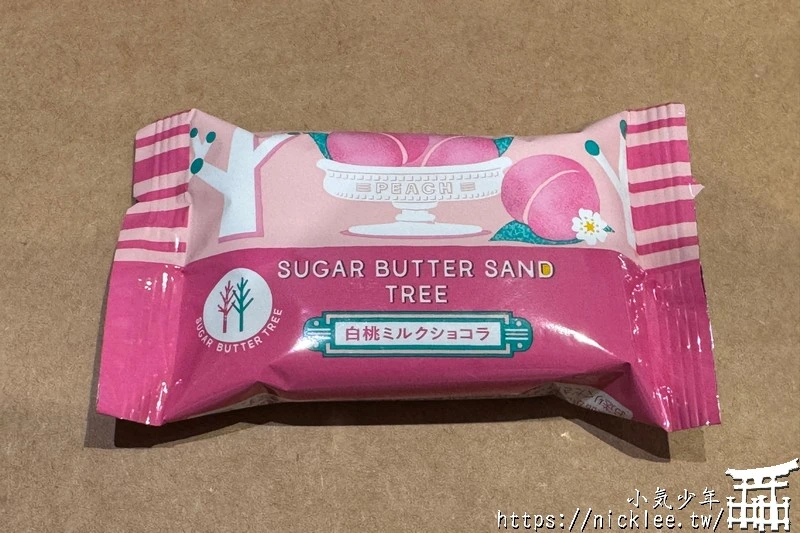 PEACH
SUGAR BUTTER SAND
TREE
SUGAR BUTTER TREE
白桃ミルクショコラ
小氣少年
https://nicklee.tw/